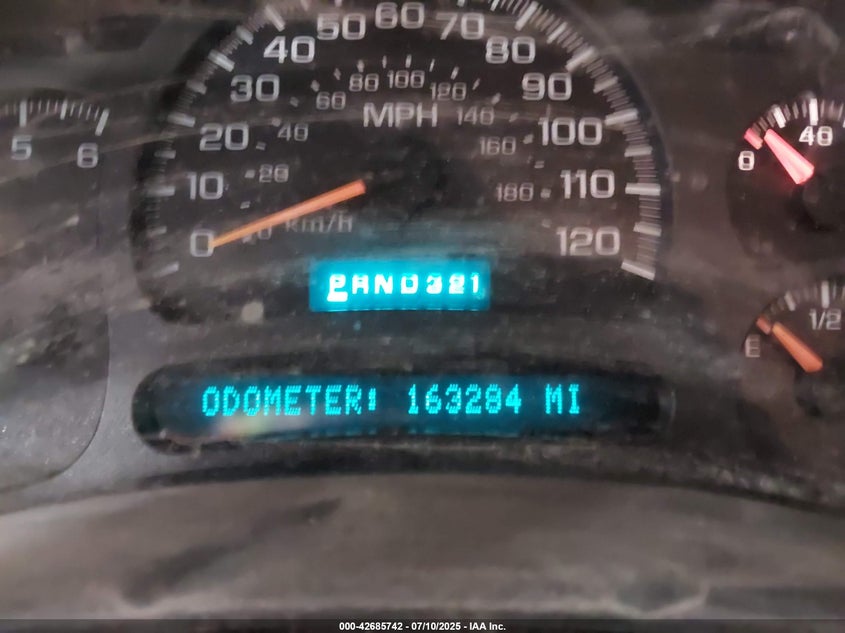 50 60 70
40 80
30 80 100 120 90
60
MPH 140
5 6 20 40 160 100 0 40
10 20 180 110
0 0 km/h 120
PRND321
E 1/2
ODOMETER: 163284 MI
000-42685742 - 07/10/2025 - IAA Inc.